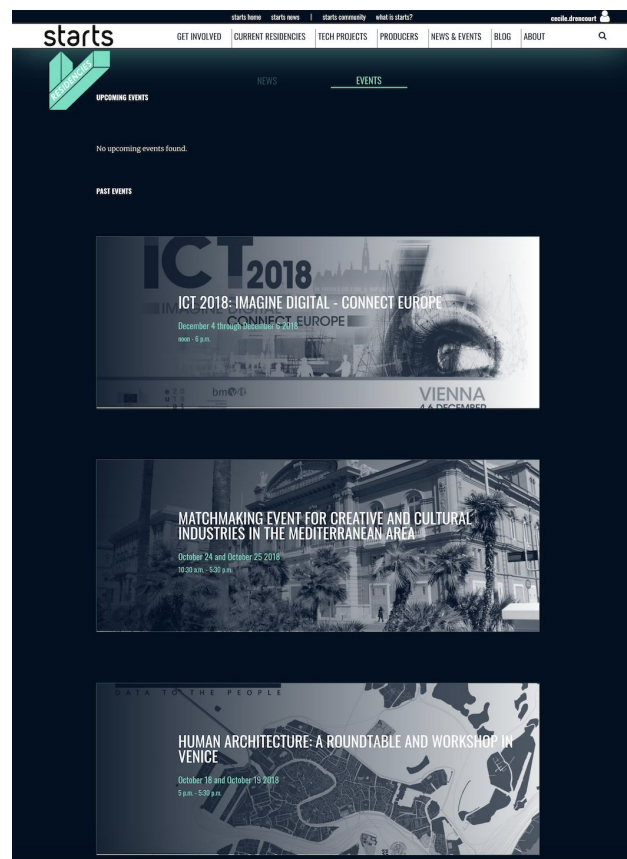 starts home starts news | starts community what is starts? cecile.drencourt
starts
GET INVOLVED CURRENT RESIDENCIES TECH PROJECTS PRODUCERS NEWS & EVENTS BLOG ABOUT
RESIDENCIES
NEWS EVENTS
UPCOMING EVENTS
No upcoming events found.
PAST EVENTS
ICT 2018
ICT 2018: IMAGINE DIGITAL - CONNECT EUROPE
IMAGINE DIGITAL
CONNECT EUROPE
December 4 through December 6 2018
noon - 6 p.m.
VIENNA
4-6 DECEMBER
MATCHMAKING EVENT FOR CREATIVE AND CULTURAL
INDUSTRIES IN THE MEDITERRANEAN AREA
October 24 and October 25 2018
10:30 a.m. - 5:30 p.m.
DATA TO THE PEOPLE
HUMAN ARCHITECTURE: A ROUNDTABLE AND WORKSHOP IN
VENICE
October 18 and October 19 2018
5 p.m. - 5:30 p.m.